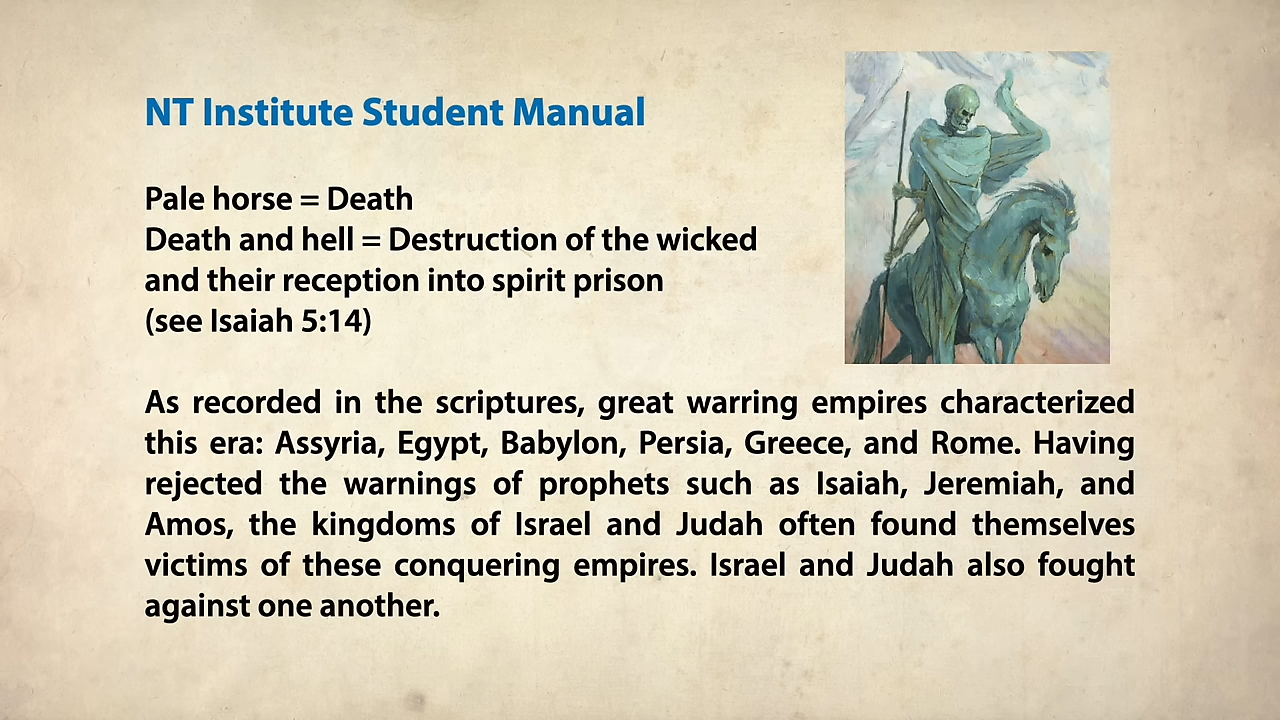 NT Institute Student Manual
Pale horse = Death
Death and hell = Destruction of the wicked
and their reception into spirit prison
(see Isaiah 5:14)
As recorded in the scriptures, great warring empires characterized
this era: Assyria, Egypt, Babylon, Persia, Greece, and Rome. Having
rejected the warnings of prophets such as Isaiah, Jeremiah, and
Amos, the kingdoms of Israel and Judah often found themselves
victims of these conquering empires. Israel and Judah also fought
against one another.